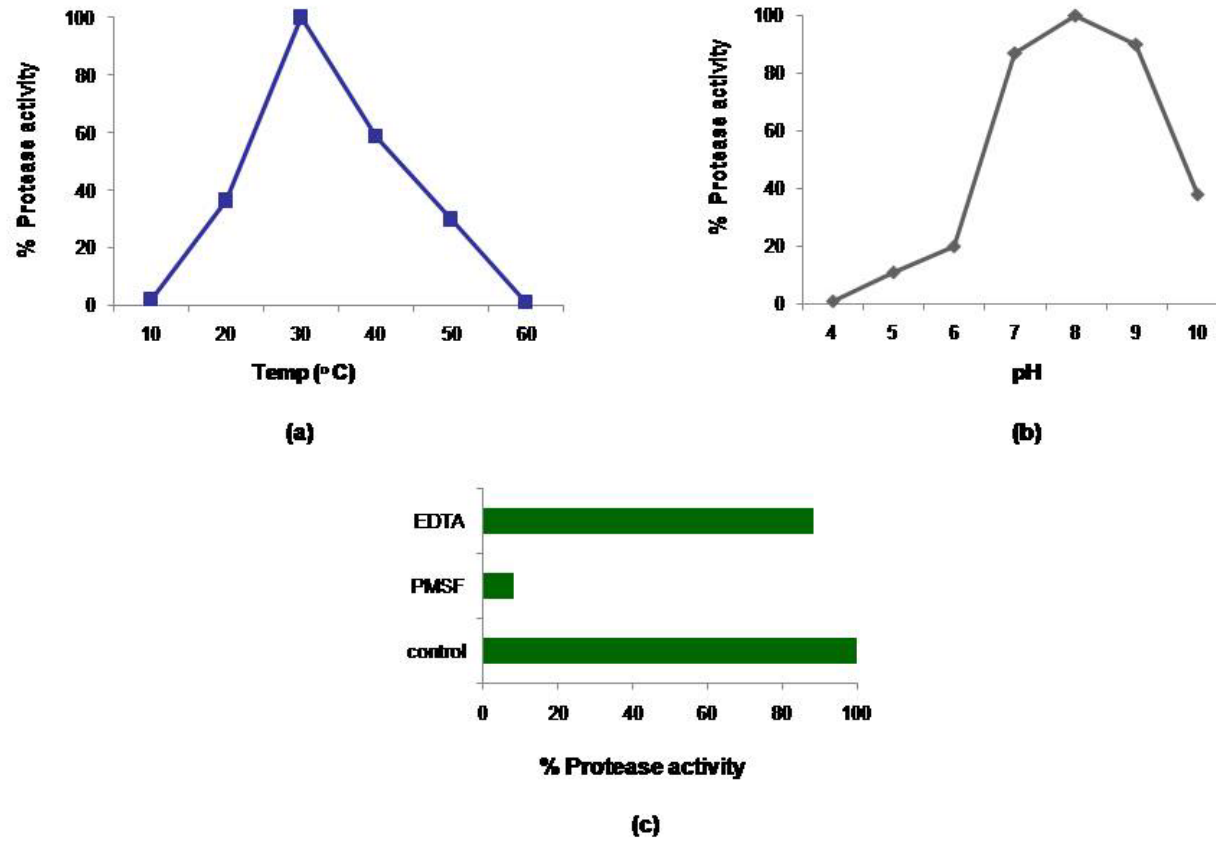 % Protease activity
100
80
60
40
20
0
10 20 30 40 50 60
Temp (°C)
(a)
% Protease activity
100
80
60
40
20
0
4 5 6 7 8 9 10
pH
(b)
EDTA
PMSF
control
0 20 40 60 80 100
% Protease activity
(c)